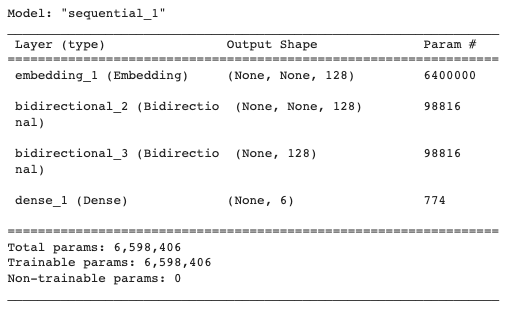 Model: "sequential_1"
Layer (type) Output Shape Param #
embedding_1 (Embedding) (None, None, 128) 6400000
bidirectional_2 (Bidirectio (None, None, 128) 98816
nal)
bidirectional_3 (Bidirectio (None, 128) 98816
nal)
dense_1 (Dense) (None, 6) 774
Total params: 6,598,406
Trainable params: 6,598,406
Non-trainable params: 0